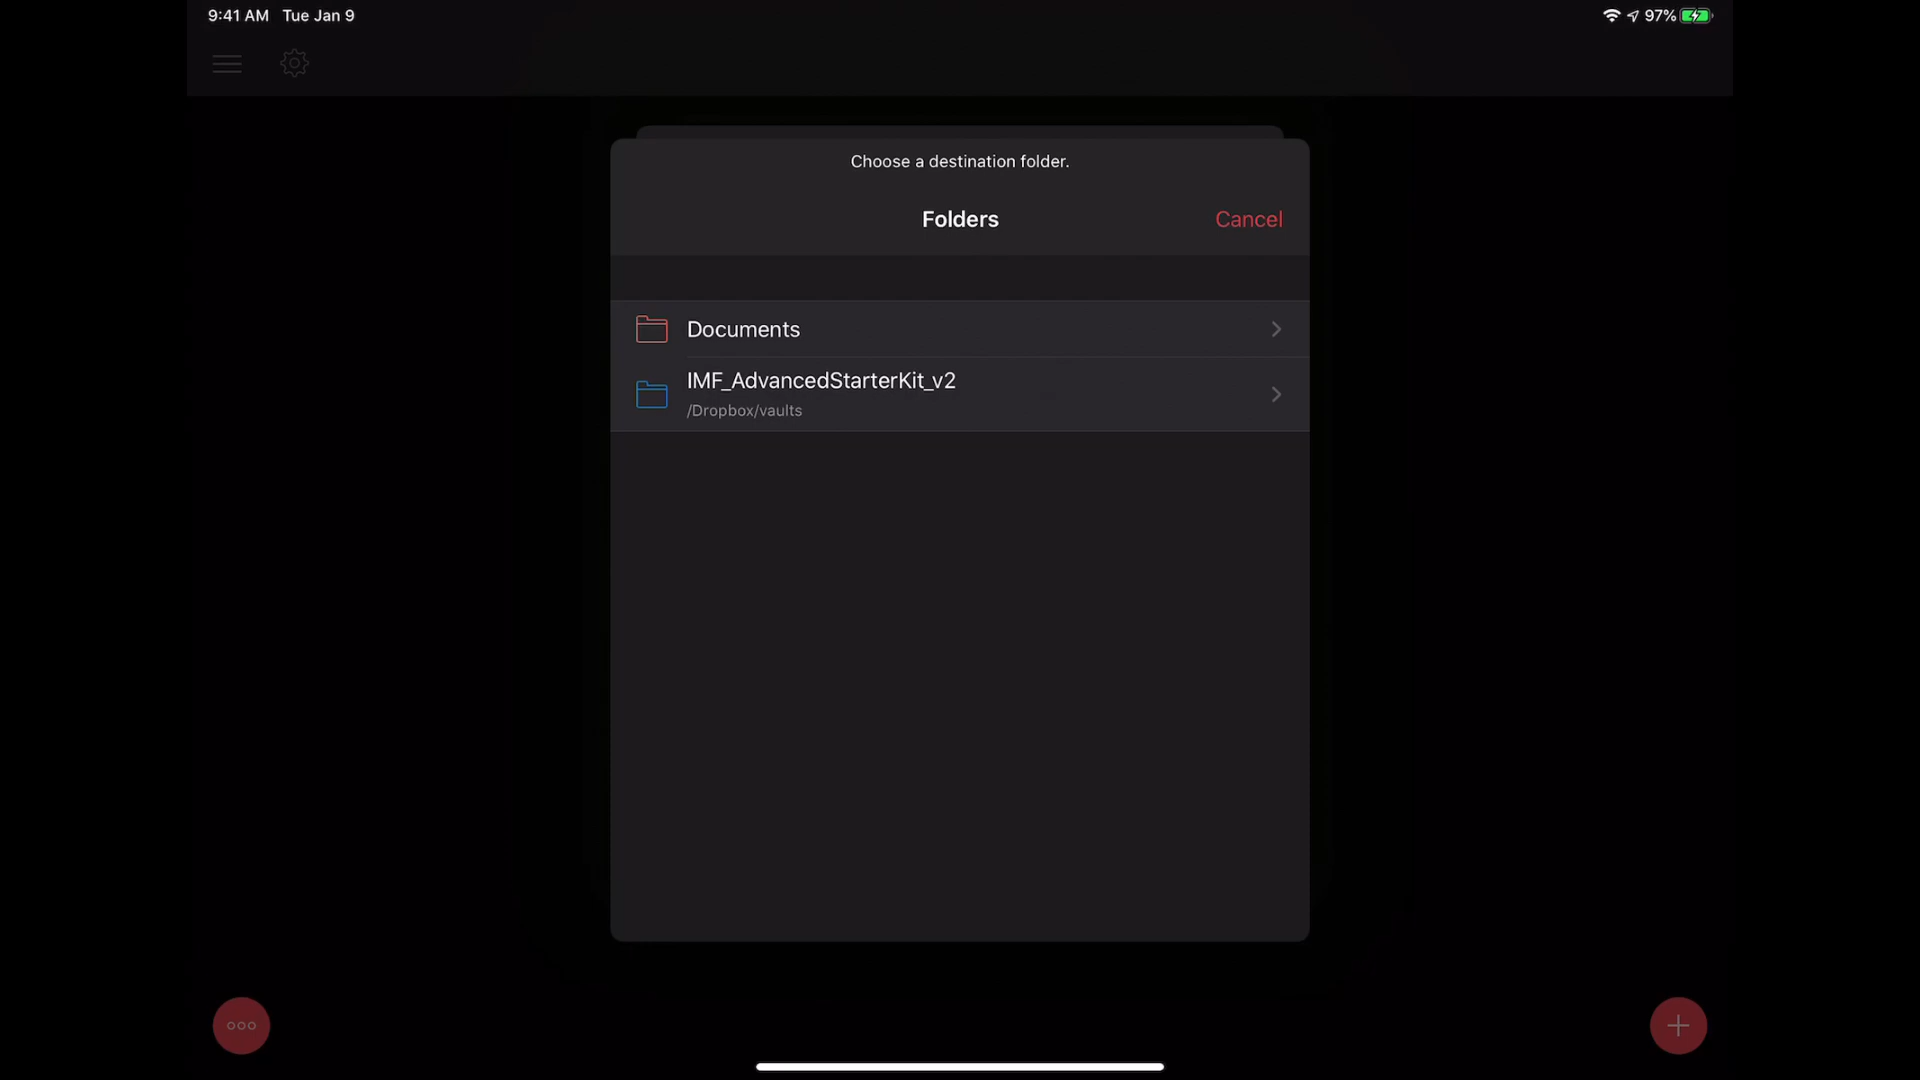 9:41 AM Tue Jan 9
97%
Choose a destination folder.
Folders
Cancel
Documents
IMF_AdvancedStarterKit_v2
/Dropbox/vaults